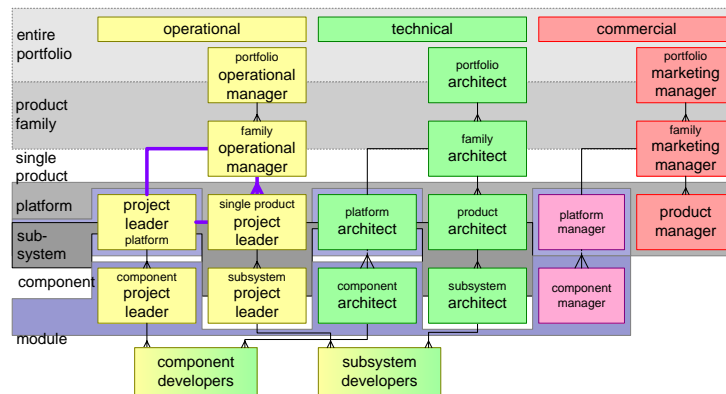 operational
technical
commercial
entire
portfolio
portfolio
operational
manager
portfolio
architect
portfolio
marketing
manager
product
family
family
operational
manager
family
architect
family
marketing
manager
single
product
platform
project
leader
platform
single product
project
leader
platform
architect
product
architect
platform
manager
product
manager
sub-
system
component
component
project
leader
subsystem
project
leader
component
architect
subsystem
architect
component
manager
module
component
developers
subsystem
developers